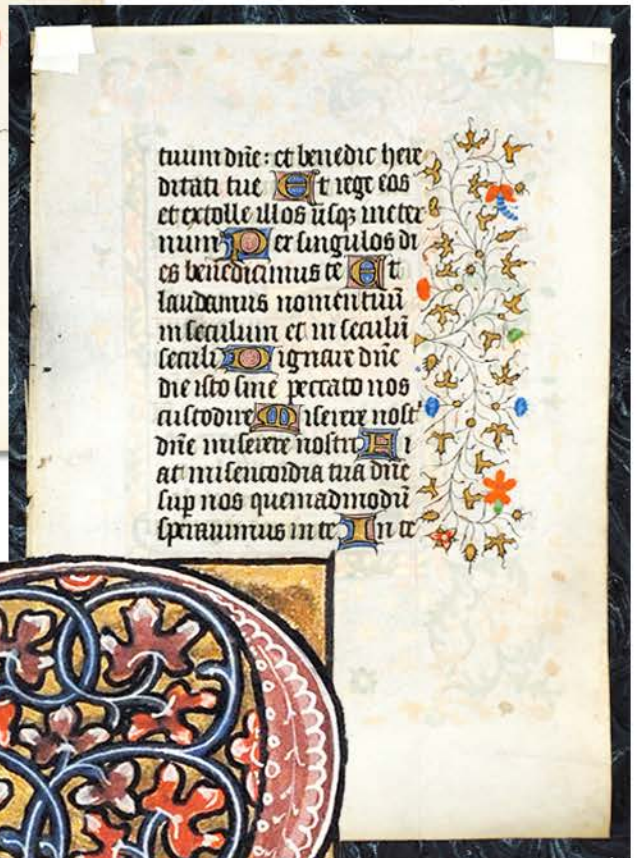 tuum dñe: et benedic here
ditati tue Et rege eos
et extolle illos usqz in eter
num Per singulos di
es benedicimus te Et
laudamus nomen tuū
in seculum et in seculū
seculi Dignare dñe
die isto sine peccato nos
custodire Miserere nost'
dñe miserere nostri Fi
at misericordia tua dñe
sup nos quemadmodū
speravimus in te In te